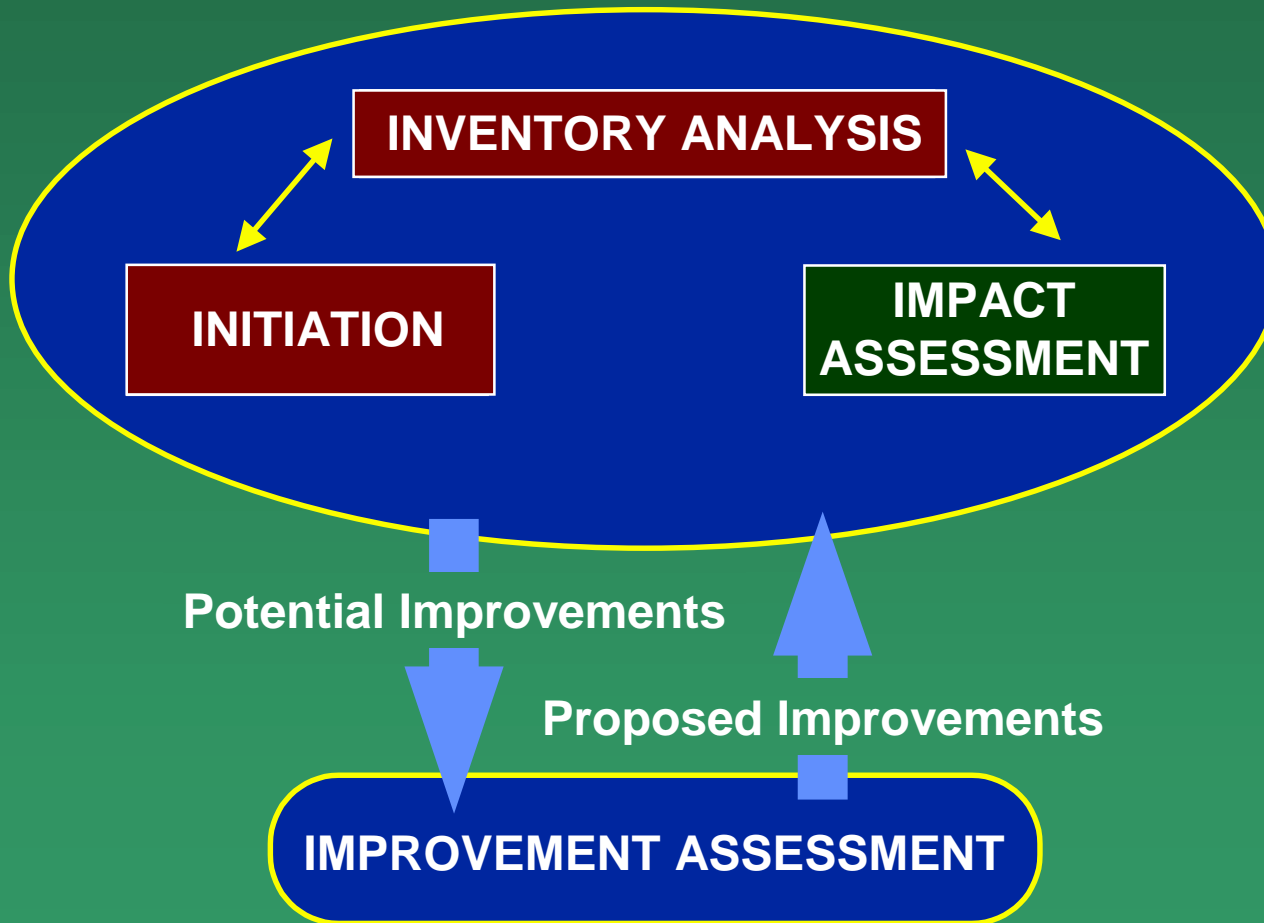 INVENTORY ANALYSIS
INITIATION
IMPACT
ASSESSMENT
Potential Improvements
Proposed Improvements
IMPROVEMENT ASSESSMENT